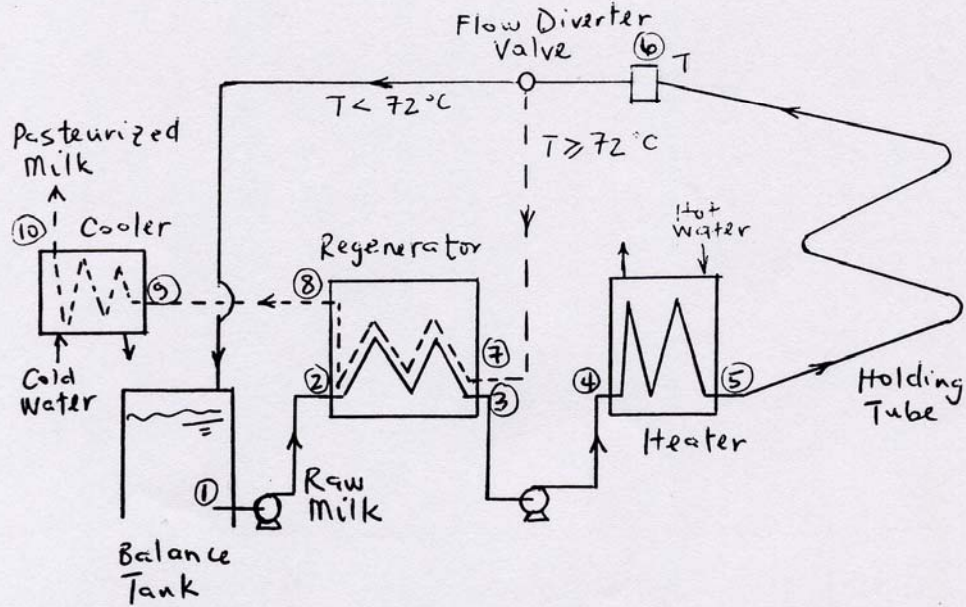 Flow Diverter
Valve
⑥
T
T < 72°C
T ≥ 72°C
Pasteurized
Milk
⑩
Cooler
Hot
Water
Regenerator
⑨
⑧
⑦
Cold
Water
②
③
④
⑤
Holding
Tube
Heater
①
Raw
Milk
Balance
Tank